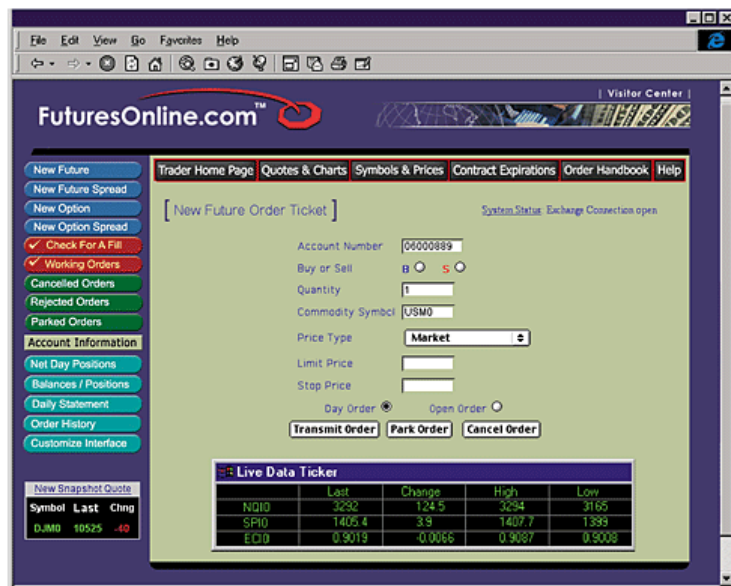 File Edit View Go Favorites Help
| Visitor Center |
FuturesOnline.com™
New Future
New Future Spread
New Option
New Option Spread
✓ Check For A Fill
✓ Working Orders
Cancelled Orders
Rejected Orders
Parked Orders
Account Information
Net Day Positions
Balances / Positions
Daily Statement
Order History
Customize Interface
New Snapshot Quote
Symbol Last Chng
DJM0 10525 -40
Trader Home Page Quotes & Charts Symbols & Prices Contract Expirations Order Handbook Help
[ New Future Order Ticket ]
System Status: Exchange Connection open
Account Number 06000889
Buy or Sell B S
Quantity 1
Commodity Symbol USM0
Price Type Market
Limit Price
Stop Price
Day Order Open Order
Transmit Order Park Order Cancel Order
Live Data Ticker
Last Change High Low
NQI0 3292 124.5 3294 3165
SPI0 1405.4 3.9 1407.7 1399
ECI0 0.9019 -0.0066 0.9087 0.9008